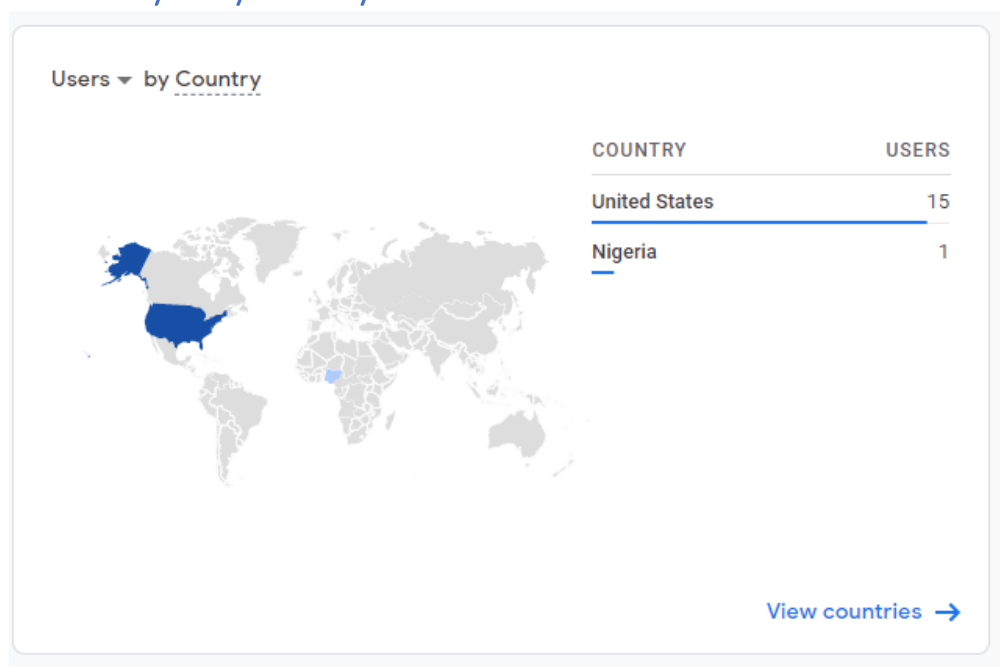 Users by Country
COUNTRY USERS
United States 15
Nigeria 1
View countries